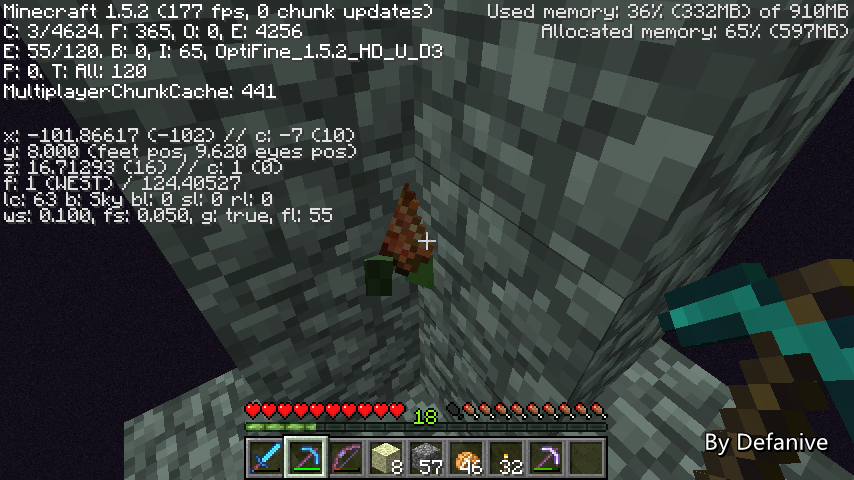 Minecraft 1.5.2 (177 fps, 0 chunk updates)
C: 3/4624. F: 365, O: 0, E: 4256
E: 55/120. B: 0, I: 65, OptiFine_1.5.2_HD_U_D3
P: 0. T: All: 120
MultiplayerChunkCache: 441
Used memory: 36% (332MB) of 910MB
Allocated memory: 65% (597MB)
x: -101.86617 (-102) // c: -7 (10)
y: 8.000 (feet pos, 9.620 eyes pos)
z: 16.71293 (16) // c: 1 (0)
f: 1 (WEST) / 124.40527
lc: 63 b: Sky bl: 0 sl: 0 rl: 0
ws: 0.100, fs: 0.050, g: true, fl: 55
18
8 57 46 32
By Defanive